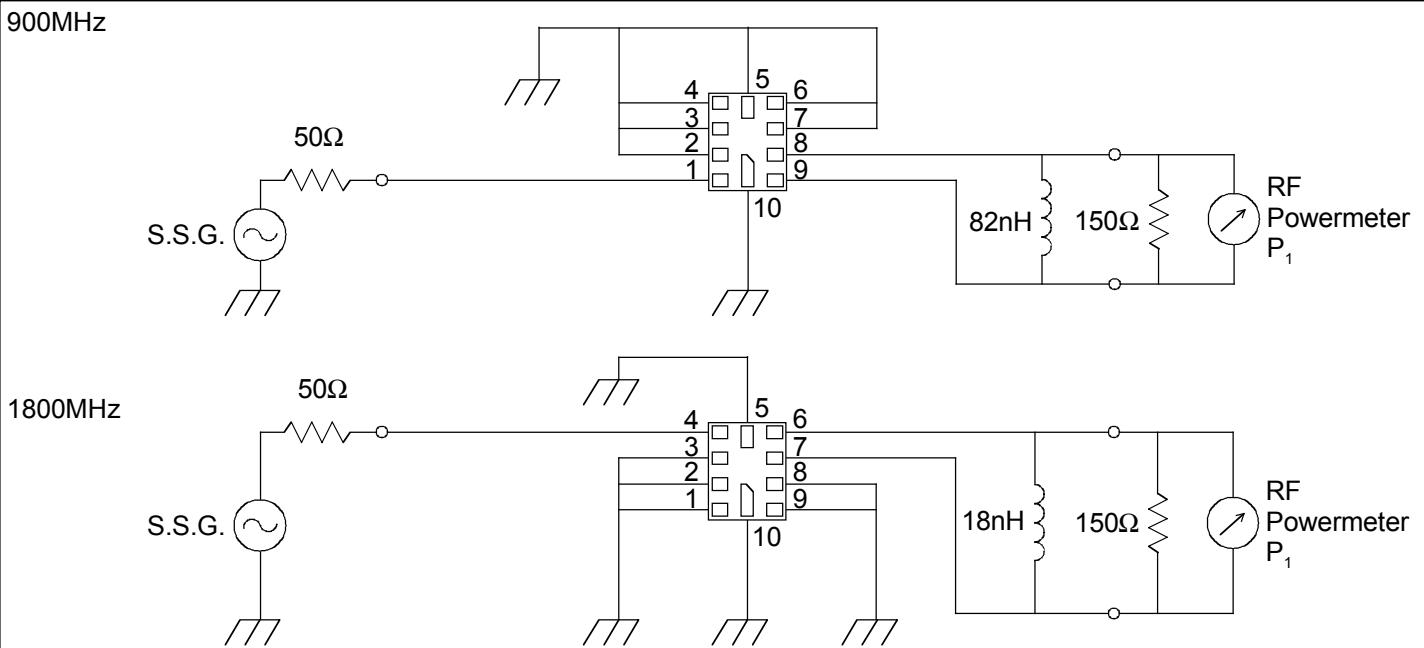 900MHz
5
4 6
3 7
50Ω 2 8
1 9
10
S.S.G.
82nH 150Ω
RF
Powermeter
P₁
1800MHz
50Ω
5
4 6
3 7
2 8
1 9
10
S.S.G.
18nH 150Ω
RF
Powermeter
P₁